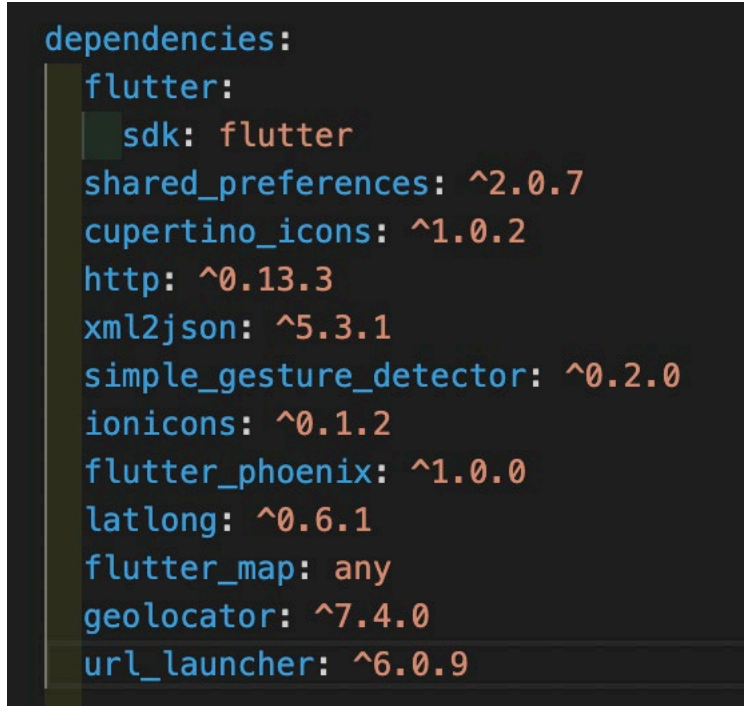 dependencies:
flutter:
sdk: flutter
shared_preferences: ^2.0.7
cupertino_icons: ^1.0.2
http: ^0.13.3
xml2json: ^5.3.1
simple_gesture_detector: ^0.2.0
ionicons: ^0.1.2
flutter_phoenix: ^1.0.0
latlong: ^0.6.1
flutter_map: any
geolocator: ^7.4.0
url_launcher: ^6.0.9